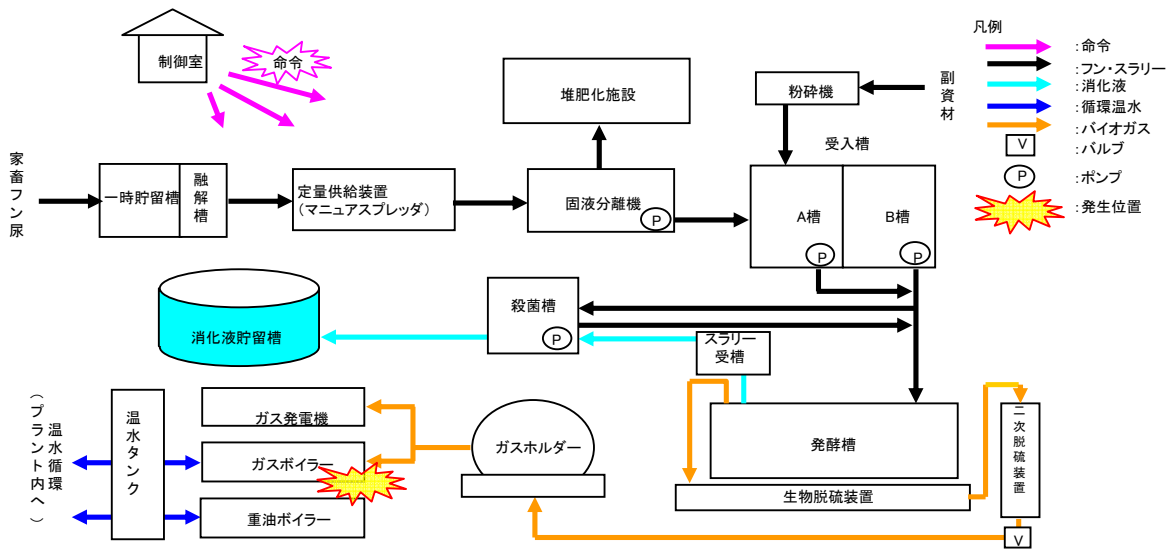 制御室
命令
堆肥化施設
粉砕機
副資材
受入槽
凡例
:命令
:フン・スラリー
:消化液
:循環温水
:バイオガス
V
:バルブ
P
:ポンプ
:発生位置
家畜フン尿
一時貯留槽
融解槽
定量供給装置
(マニュアスプレッダ)
固液分離機
P
A槽
P
B槽
P
消化液貯留槽
殺菌槽
P
スラリー
受槽
発酵槽
生物脱硫装置
二次脱硫装置
V
ガスホルダー
ガス発電機
ガスボイラー
重油ボイラー
温水タンク
温水循環
(プラント内へ)